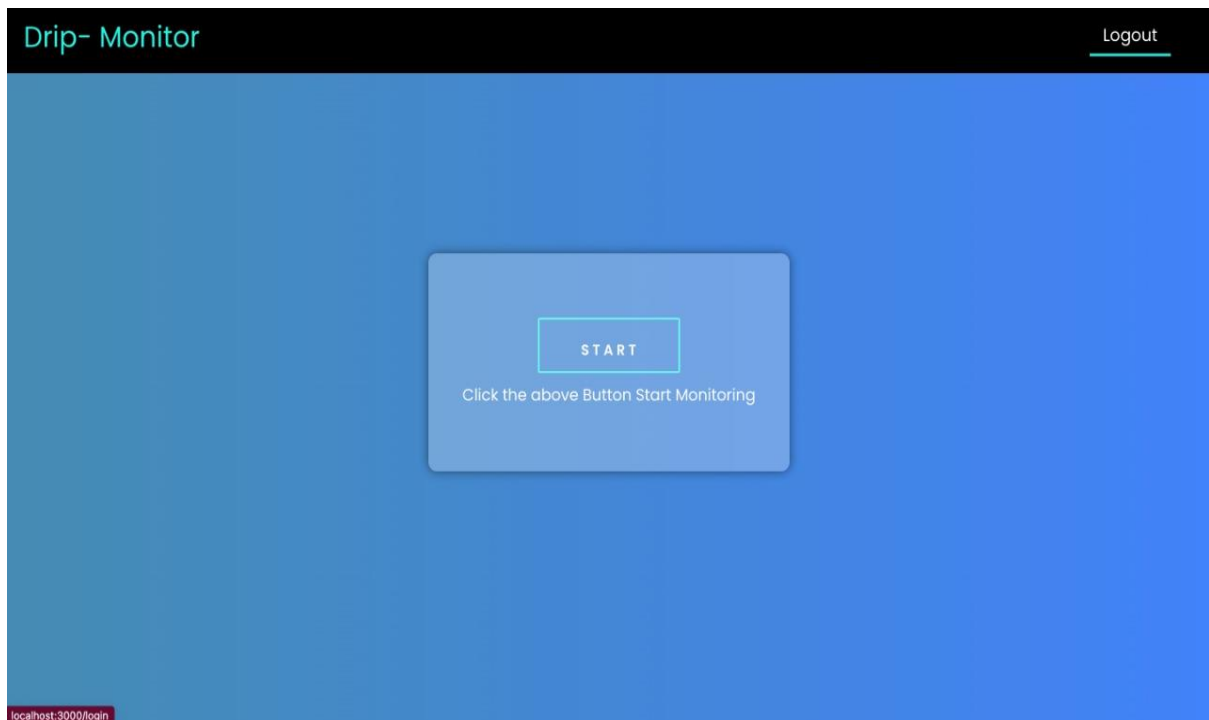 Drip- Monitor
Logout
START
Click the above Button Start Monitoring
localhost:3000/login